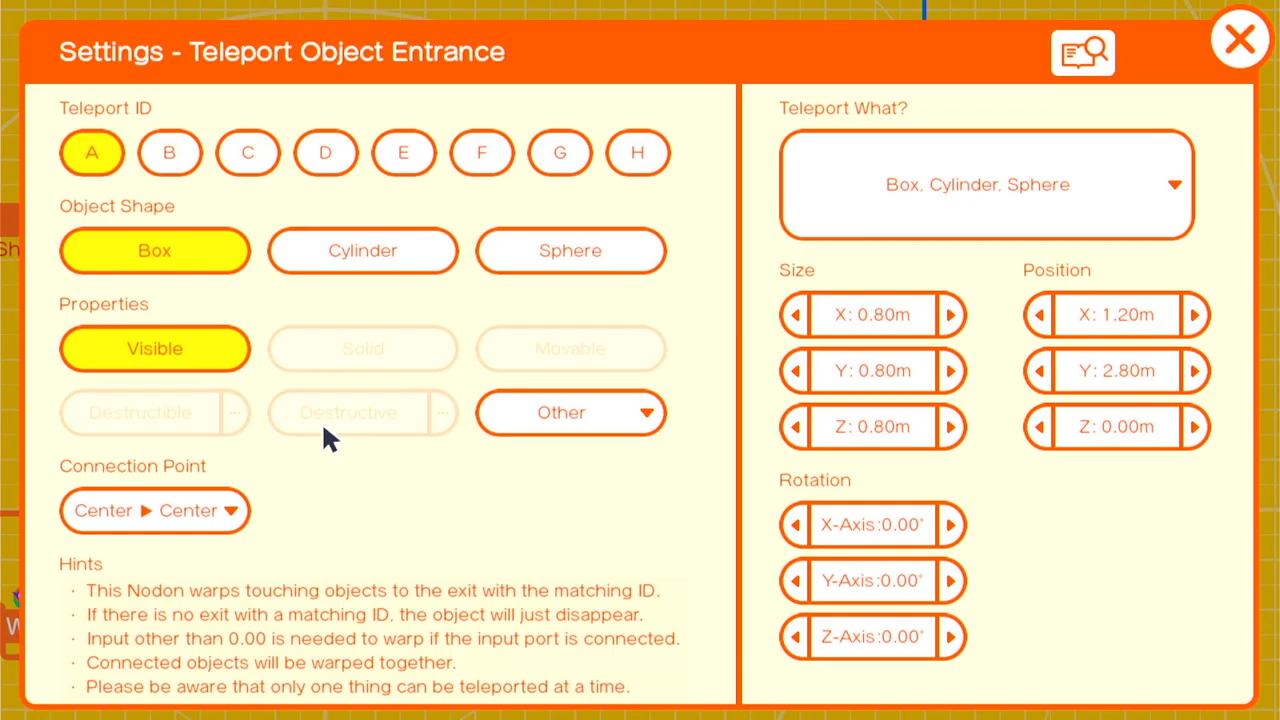 Settings - Teleport Object Entrance
Teleport ID
A B C D E F G H
Object Shape
Box Cylinder Sphere
Properties
Visible Solid Movable
Destructible ... Destructive ... Other
Connection Point
Center ▶ Center
Hints
· This Nodon warps touching objects to the exit with the matching ID.
· If there is no exit with a matching ID, the object will just disappear.
· Input other than 0.00 is needed to warp if the input port is connected.
· Connected objects will be warped together.
· Please be aware that only one thing can be teleported at a time.
Teleport What?
Box, Cylinder, Sphere
Size Position
X: 0.80m X: 1.20m
Y: 0.80m Y: 2.80m
Z: 0.80m Z: 0.00m
Rotation
X-Axis:0.00°
Y-Axis:0.00°
Z-Axis:0.00°
Sh
W